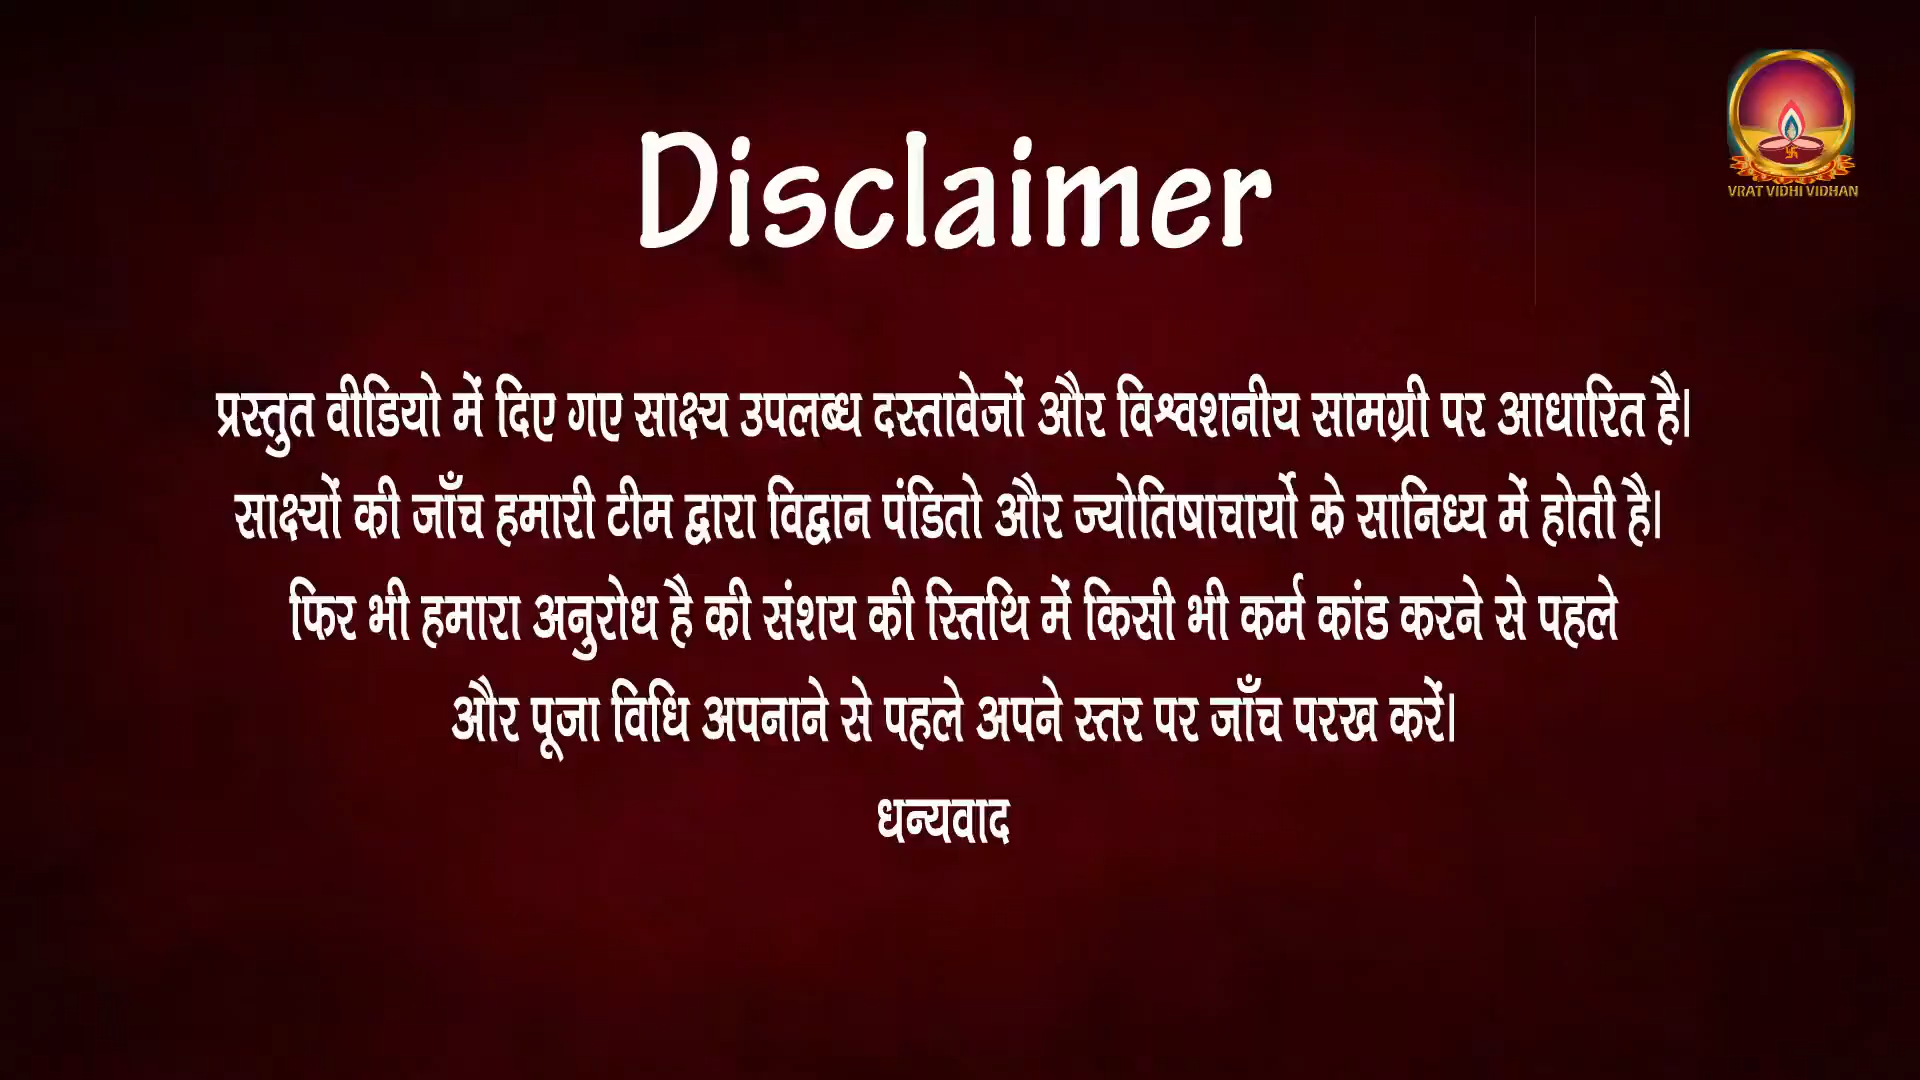 Disclaimer
VRAT VIDHI VIDHAN
प्रस्तुत वीडियो में दिए गए साक्ष्य उपलब्ध दस्तावेजों और विश्वशनीय सामग्री पर आधारित है।
साक्ष्यों की जाँच हमारी टीम द्वारा विद्वान पंडितो और ज्योतिषाचार्यो के सानिध्य में होती है।
फिर भी हमारा अनुरोध है की संशय की स्तिथि में किसी भी कर्म कांड करने से पहले
और पूजा विधि अपनाने से पहले अपने स्तर पर जाँच परख करें।
धन्यवाद